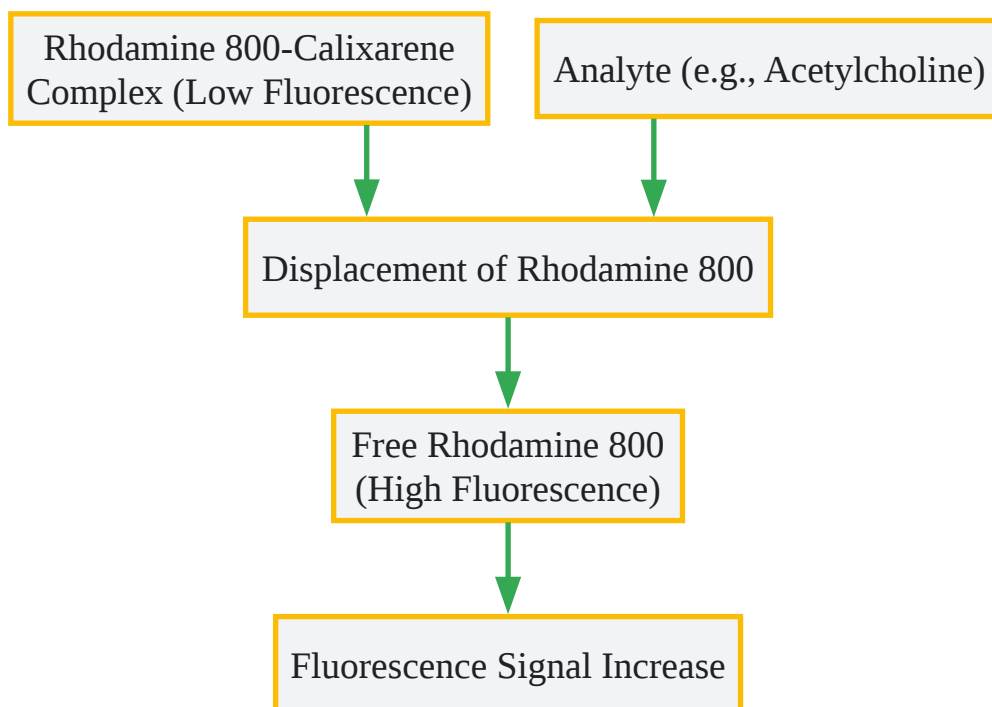 Rhodamine 800-Calixarene
Complex (Low Fluorescence)
Analyte (e.g., Acetylcholine)
Displacement of Rhodamine 800
Free Rhodamine 800
(High Fluorescence)
Fluorescence Signal Increase